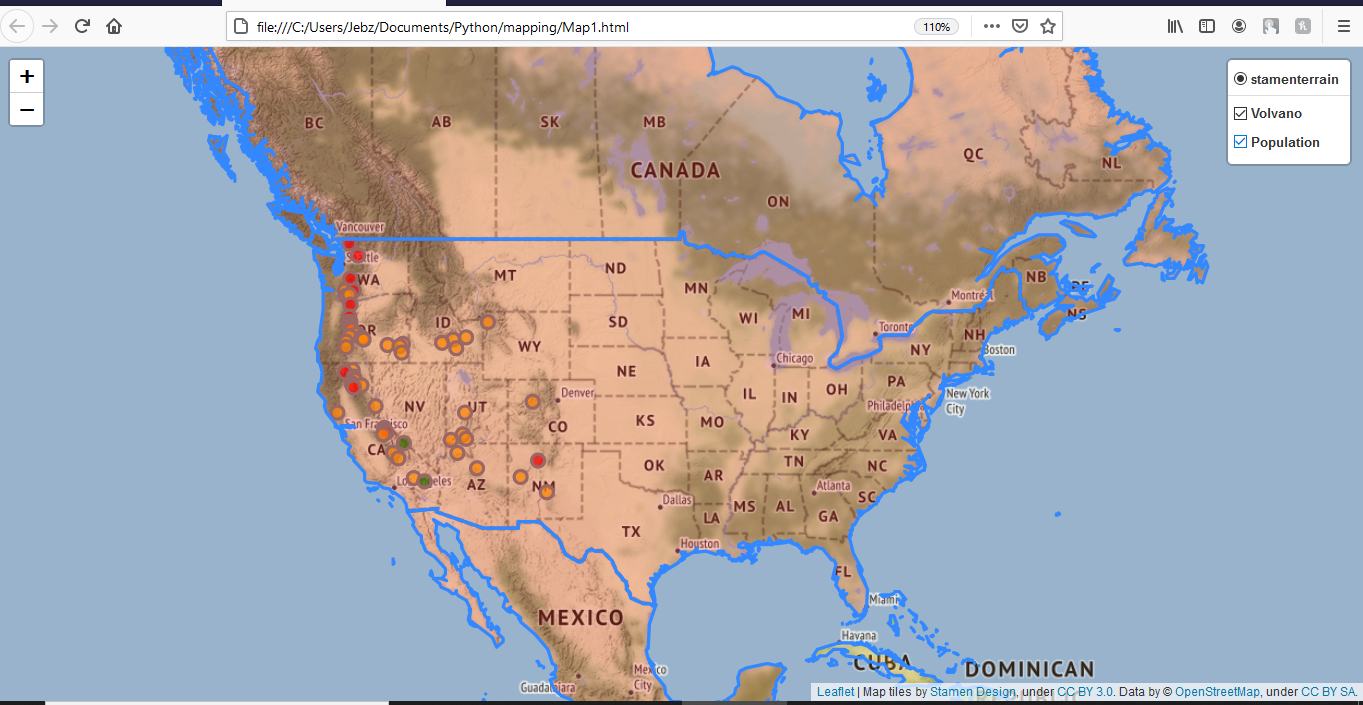 file:///C:/Users/Jebz/Documents/Python/mapping/Map1.html
110%
+
−
stamenterrain
Volvano
Population
BC
AB
SK
MB
CANADA
ON
QC
NL
Vancouver
Seattle
WA
MT
ND
MN
NB
PE
NS
Montréal
OR
ID
SD
WI
MI
Toronto
NH
Boston
WY
NY
IA
Chicago
NE
PA
NV
UT
Denver
IL
IN
OH
New York
City
Philadelphia
San Francisco
CO
KS
MO
KY
VA
CA
OK
TN
NC
Los Angeles
AZ
NM
AR
Atlanta
SC
Dallas
MS
AL
GA
LA
TX
Houston
FL
Miami
MEXICO
Havana
CUBA
DOMINICAN
Mexico
City
Guadalajara
Leaflet | Map tiles by Stamen Design, under CC BY 3.0. Data by © OpenStreetMap, under CC BY SA.